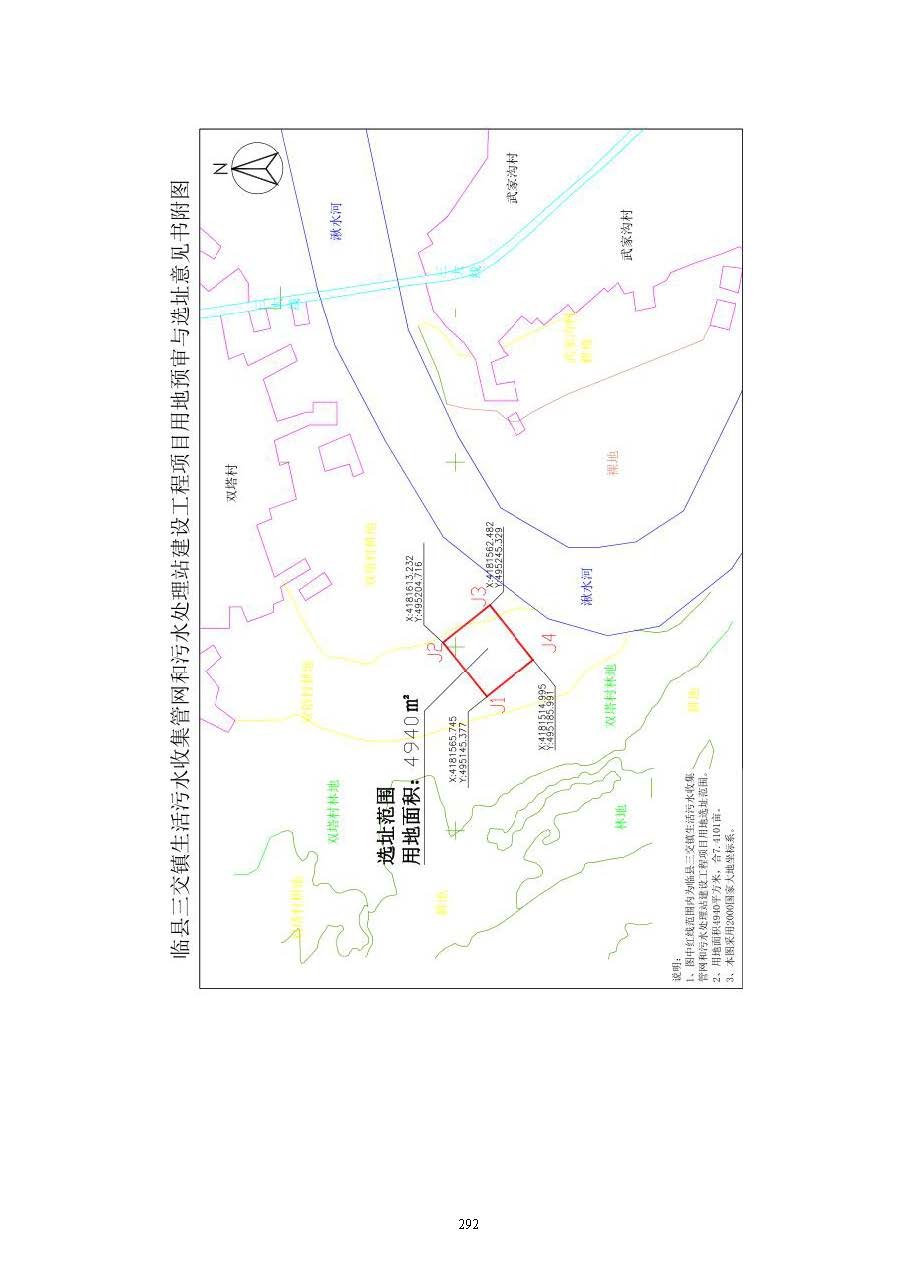 临县三交镇生活污水收集管网和污水处理站建设工程项目用地预审与选址意见书附图
N
湫水河
武家沟村
武家沟村
双塔村
双塔村耕地
裸地
X:4181613.232
Y:495204.716
X:4181562.482
Y:495245.329
J2
J3
J1
J4
X:4181565.745
Y:495145.377
X:4181514.995
Y:495185.991
湫水河
双塔村耕地
双塔村林地
耕地
选址范围
用地面积：4940㎡
双塔村林地
林地
双塔村耕地
耕地
说明：
1、图中红线范围内为临县三交镇生活污水收集
管网和污水处理站建设工程项目用地选址范围。
2、用地面积4940平方米，合7.4101亩。
3、本图采用2000国家大地坐标系。
292